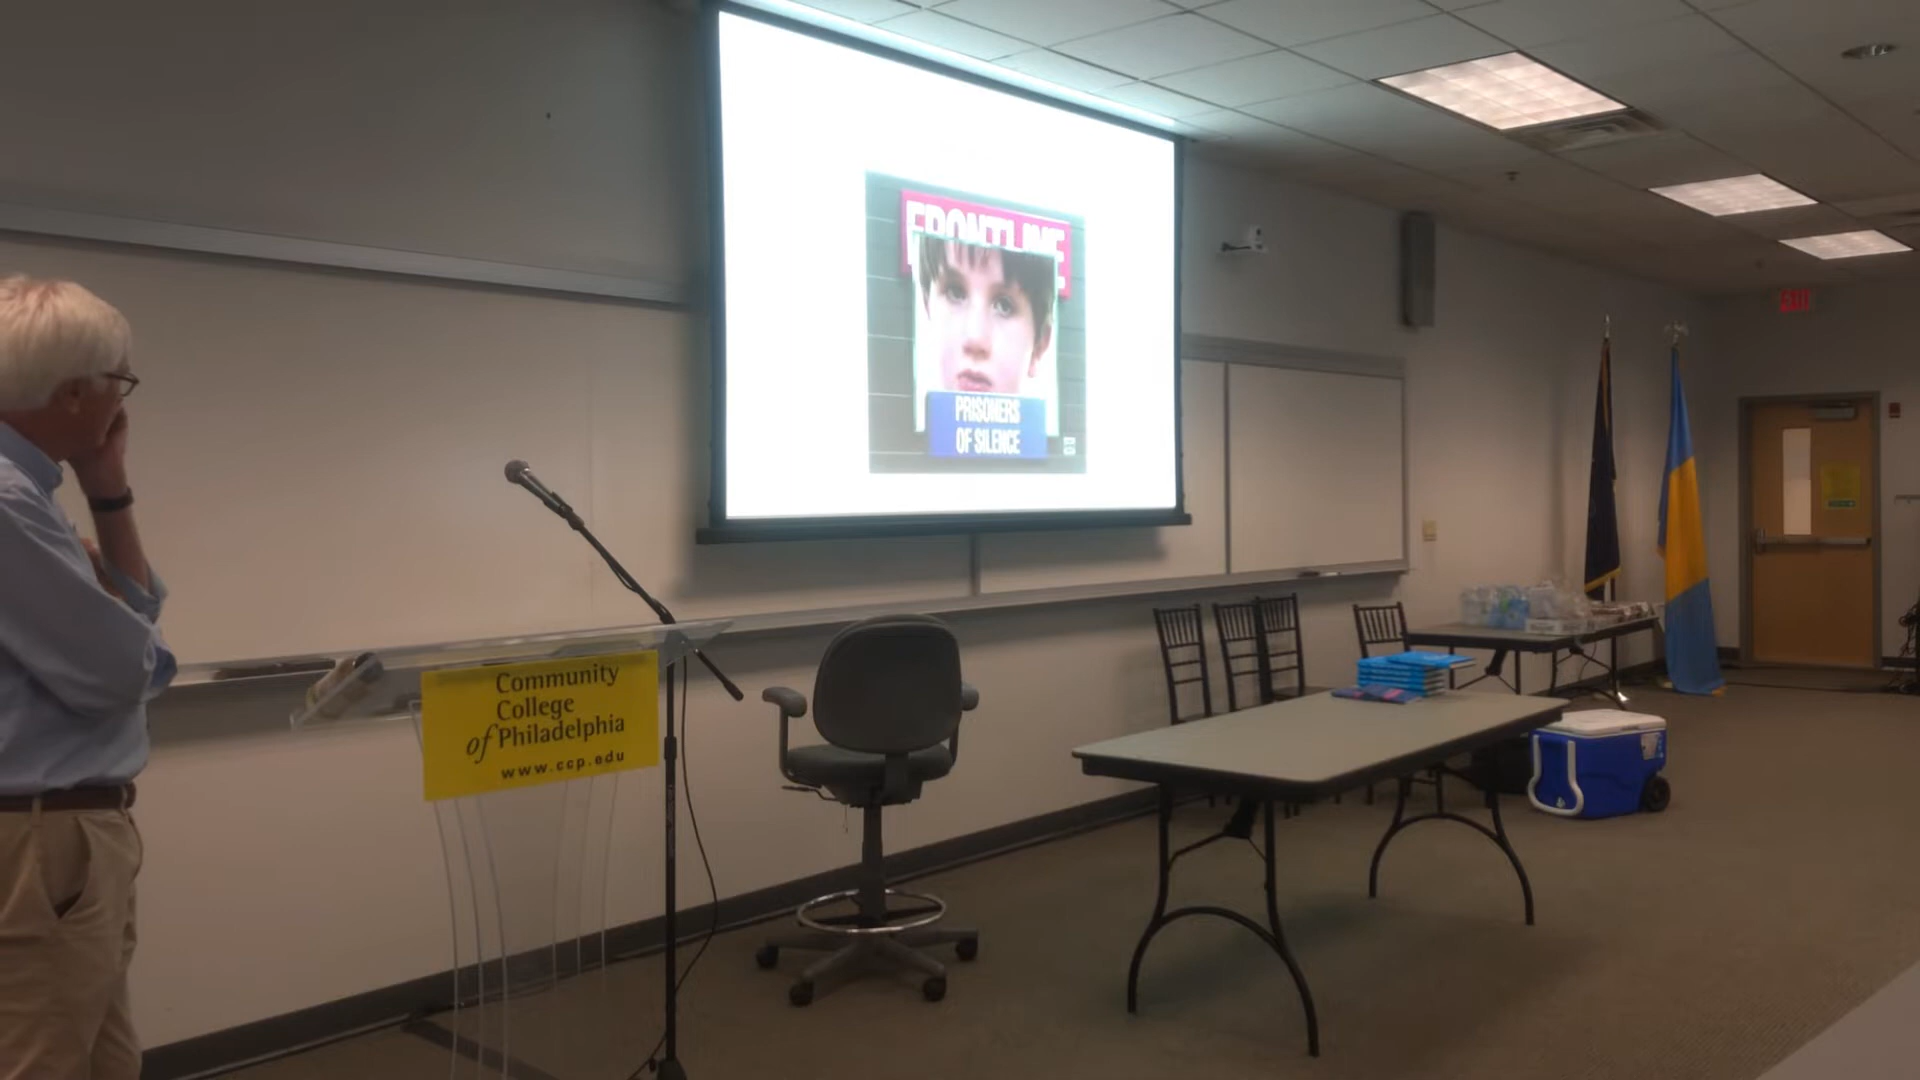 FRONTLINE
PRISONERS
OF SILENCE
EXIT
Community
College
of Philadelphia
www.ccp.edu